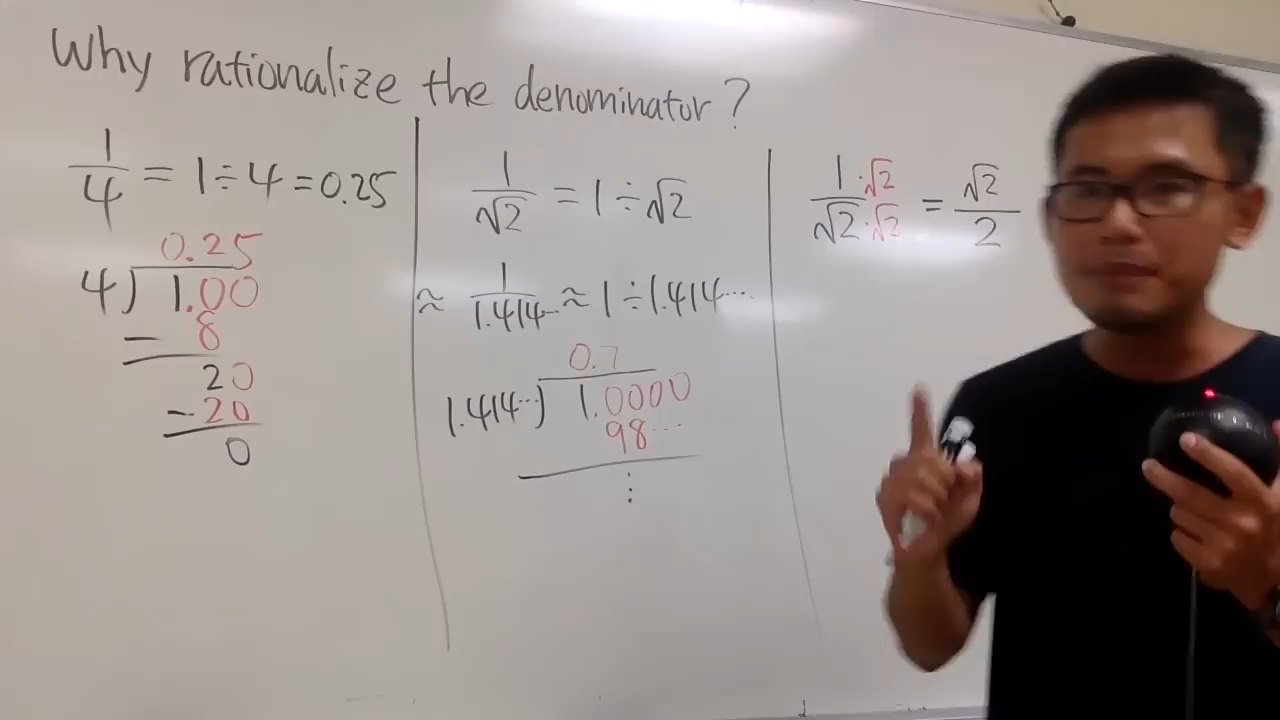 Why rationalize the denominator?
1/4 = 1÷4 = 0.25
0.25
4) 1.00
- 8
20
-20
0
1/√2 = 1÷√2
≈ 1/1.414... ≈ 1÷1.414...
0.7
1.414...) 1.0000
98...
⋮
1·√2/√2·√2 = √2/2